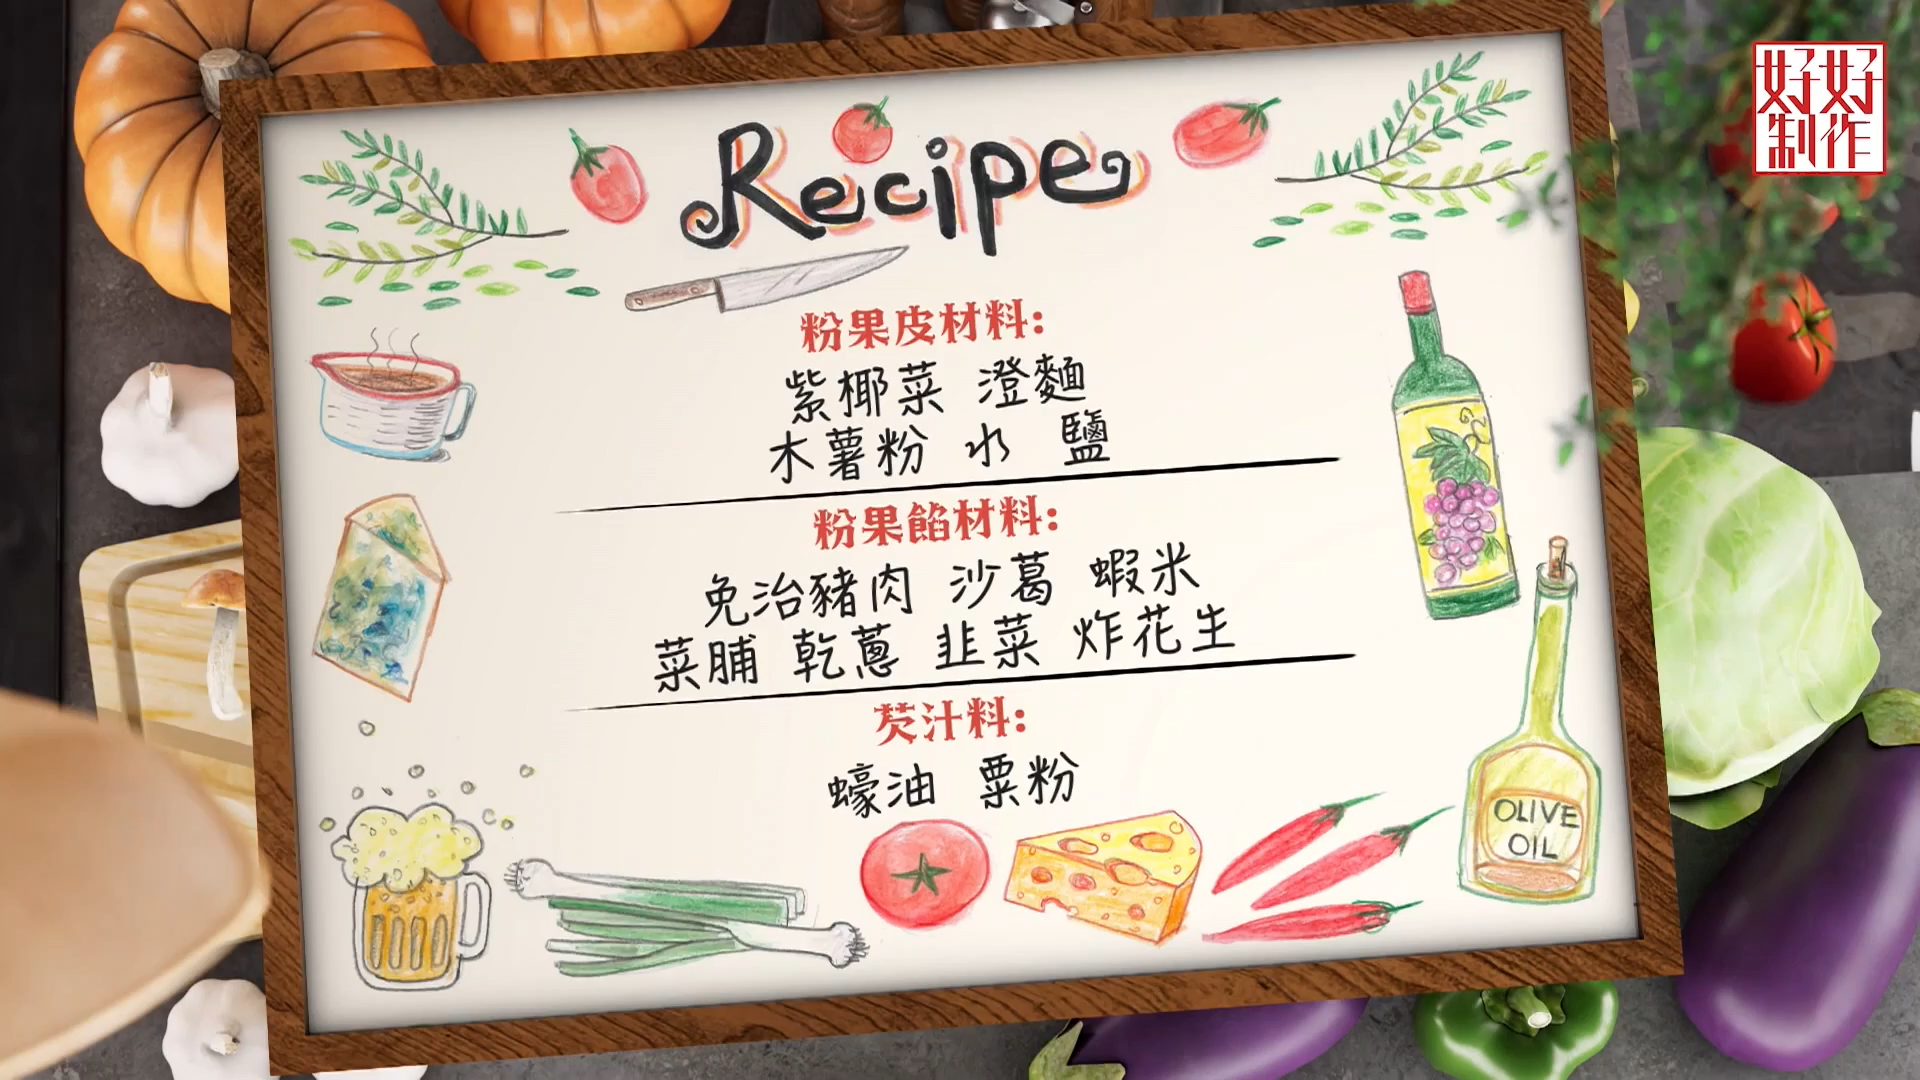 好好
製作
Recipe
粉果皮材料:
紫椰菜 澄麵
木薯粉 水 鹽
粉果餡材料:
免治豬肉 沙葛 蝦米
菜脯 乾蔥 韭菜 炸花生
芡汁料:
蠔油 粟粉
OLIVE
OIL